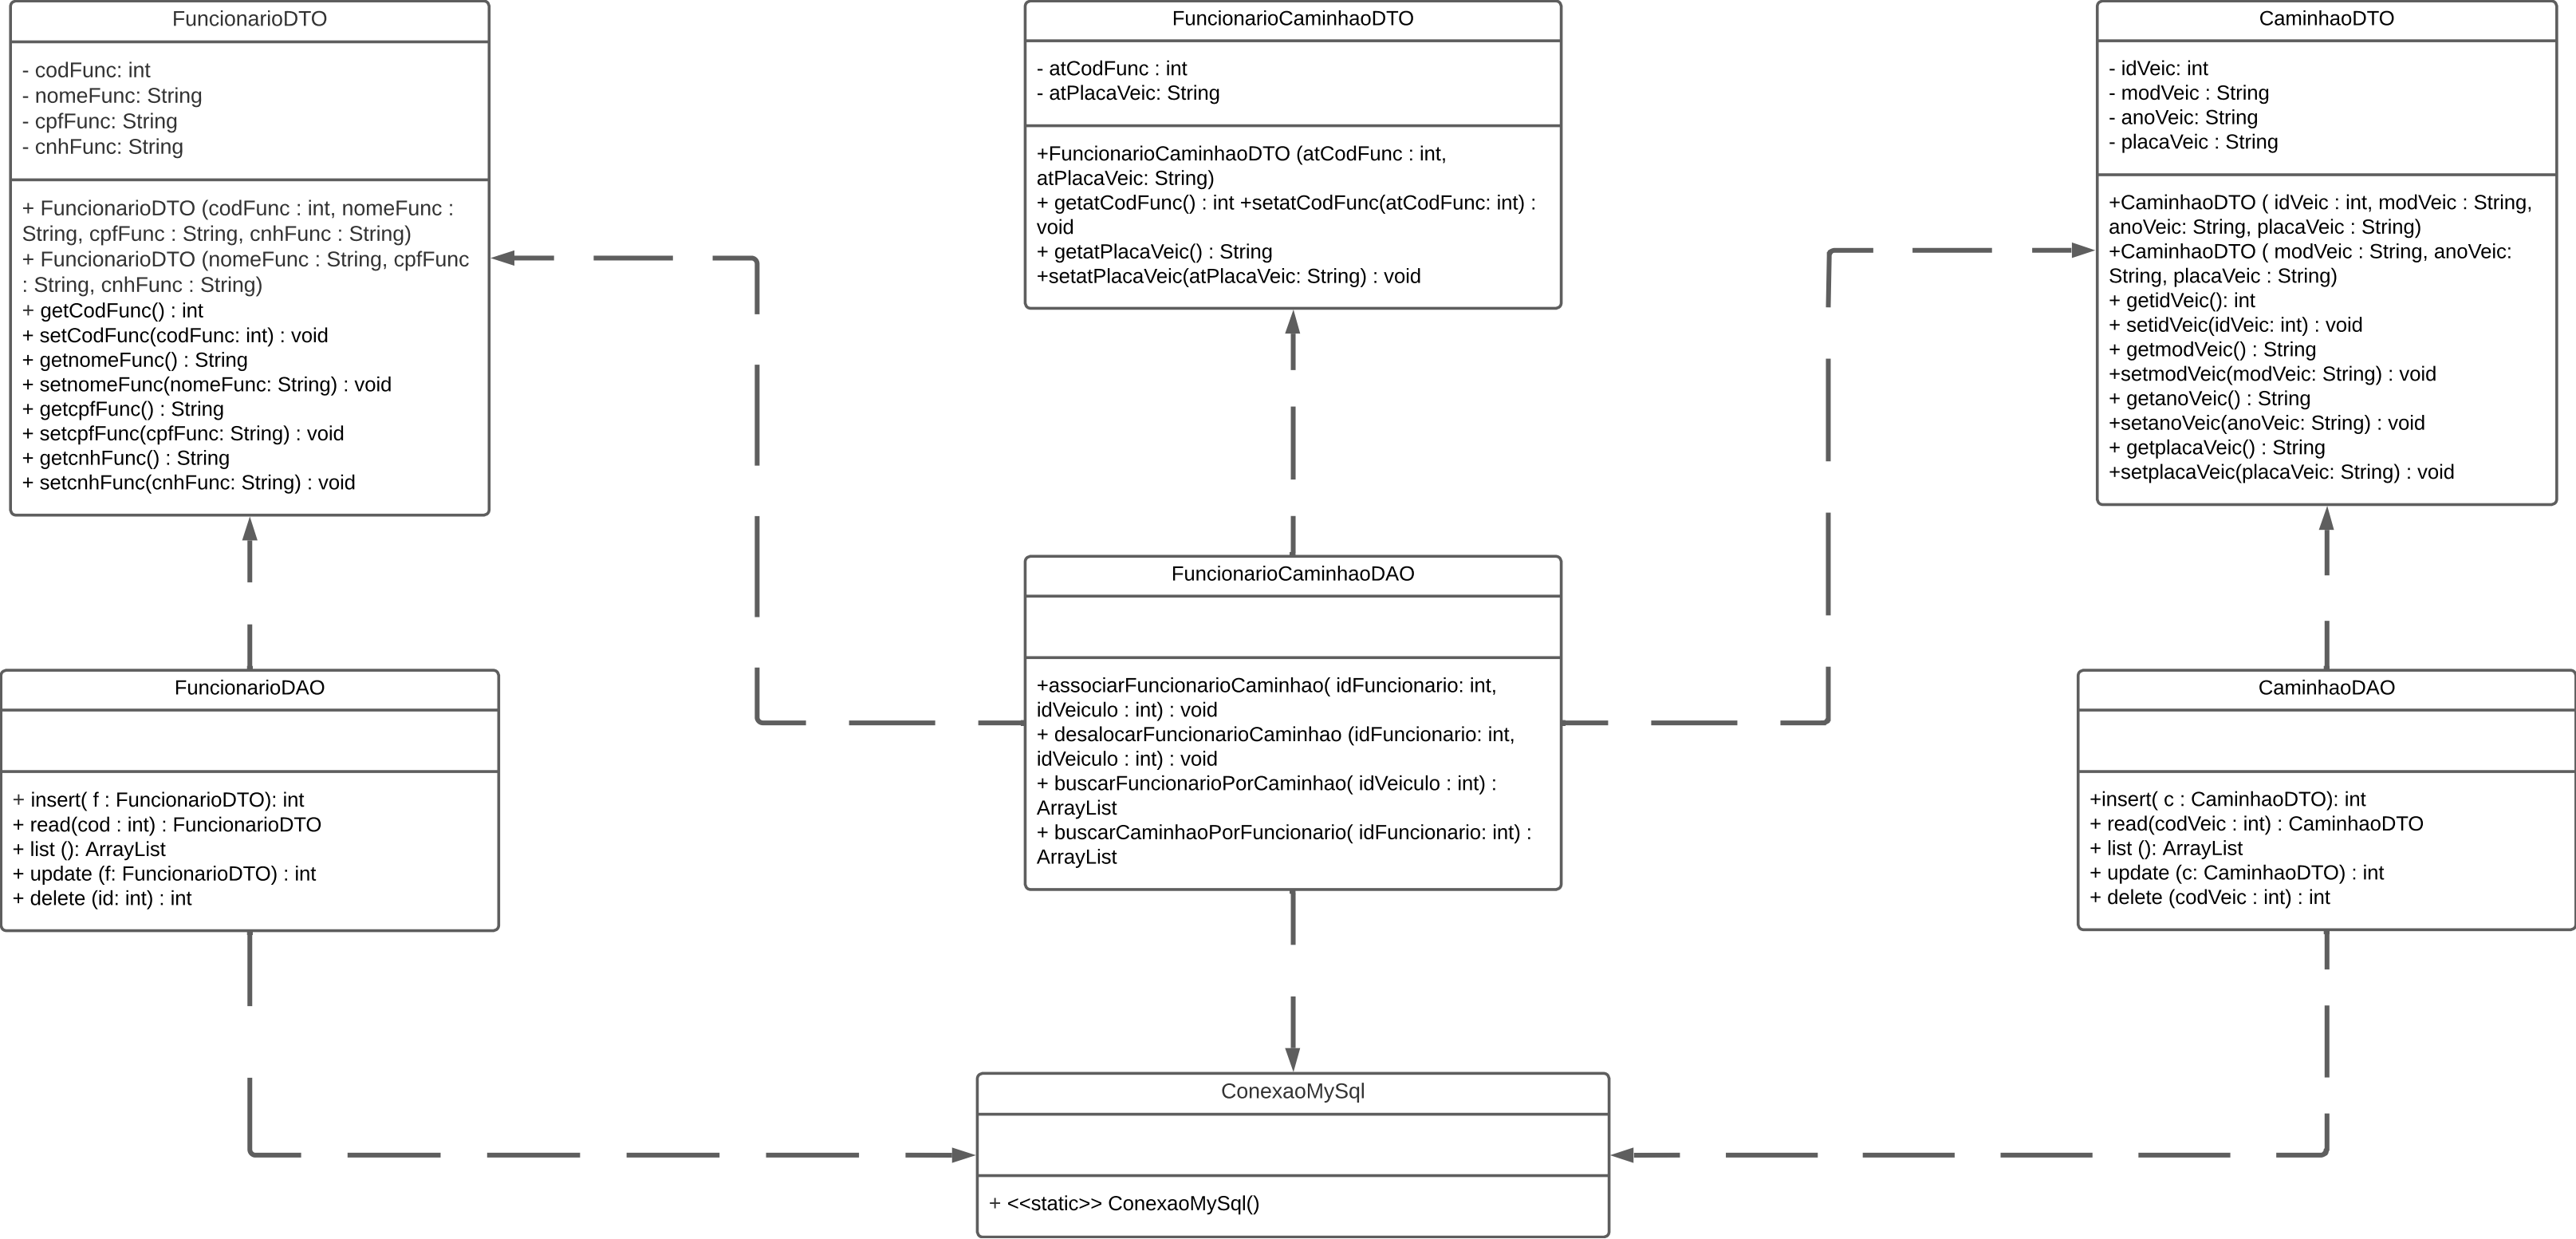 FuncionarioDTO
- codFunc: int
- nomeFunc: String
- cpfFunc: String
- cnhFunc: String
+ FuncionarioDTO (codFunc : int, nomeFunc :
String, cpfFunc : String, cnhFunc : String)
+ FuncionarioDTO (nomeFunc : String, cpfFunc
: String, cnhFunc : String)
+ getCodFunc() : int
+ setCodFunc(codFunc: int) : void
+ getnomeFunc() : String
+ setnomeFunc(nomeFunc: String) : void
+ getcpfFunc() : String
+ setcpfFunc(cpfFunc: String) : void
+ getcnhFunc() : String
+ setcnhFunc(cnhFunc: String) : void
FuncionarioCaminhaoDTO
- atCodFunc : int
- atPlacaVeic: String
+FuncionarioCaminhaoDTO (atCodFunc : int,
atPlacaVeic: String)
+ getatCodFunc() : int +setatCodFunc(atCodFunc: int) :
void
+ getatPlacaVeic() : String
+setatPlacaVeic(atPlacaVeic: String) : void
CaminhaoDTO
- idVeic: int
- modVeic : String
- anoVeic: String
- placaVeic : String
+CaminhaoDTO ( idVeic : int, modVeic : String,
anoVeic: String, placaVeic : String)
+CaminhaoDTO ( modVeic : String, anoVeic:
String, placaVeic : String)
+ getidVeic(): int
+ setidVeic(idVeic: int) : void
+ getmodVeic() : String
+setmodVeic(modVeic: String) : void
+ getanoVeic() : String
+setanoVeic(anoVeic: String) : void
+ getplacaVeic() : String
+setplacaVeic(placaVeic: String) : void
FuncionarioDAO
+ insert( f : FuncionarioDTO): int
+ read(cod : int) : FuncionarioDTO
+ list (): ArrayList
+ update (f: FuncionarioDTO) : int
+ delete (id: int) : int
FuncionarioCaminhaoDAO
+associarFuncionarioCaminhao( idFuncionario: int,
idVeiculo : int) : void
+ desalocarFuncionarioCaminhao (idFuncionario: int,
idVeiculo : int) : void
+ buscarFuncionarioPorCaminhao( idVeiculo : int) :
ArrayList
+ buscarCaminhaoPorFuncionario( idFuncionario: int) :
ArrayList
CaminhaoDAO
+insert( c : CaminhaoDTO): int
+ read(codVeic : int) : CaminhaoDTO
+ list (): ArrayList
+ update (c: CaminhaoDTO) : int
+ delete (codVeic : int) : int
ConexaoMySql
+ <<static>> ConexaoMySql()